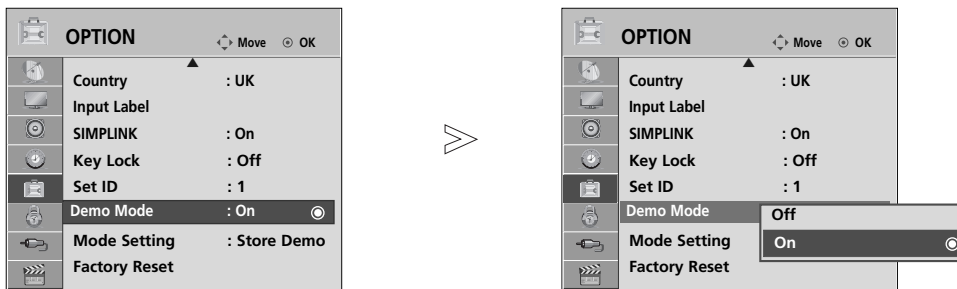 OPTION Move OK
Country : UK
Input Label
SIMPLINK : On
Key Lock : Off
Set ID : 1
Demo Mode : On
Mode Setting : Store Demo
Factory Reset
OPTION Move OK
Country : UK
Input Label
SIMPLINK : On
Key Lock : Off
Set ID : 1
Demo Mode Off
Mode Setting On
Factory Reset